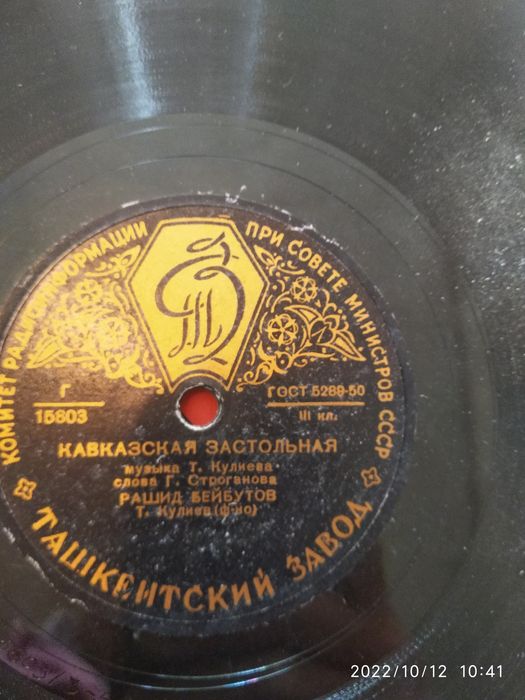 КОМИТЕТ РАДИОИНФОРМАЦИИ ПРИ СОВЕТЕ МИНИСТРОВ СССР
Г
15803
ГОСТ 5289-50
III кл.
КАВКАЗСКАЯ ЗАСТОЛЬНАЯ
музыка Т. Кулиева
слова Г. Строганова
РАШИД БЕЙБУТОВ
Т. Кулиев (ф-но)
ТАШКЕНТСКИЙ ЗАВОД
2022/10/12 10:41